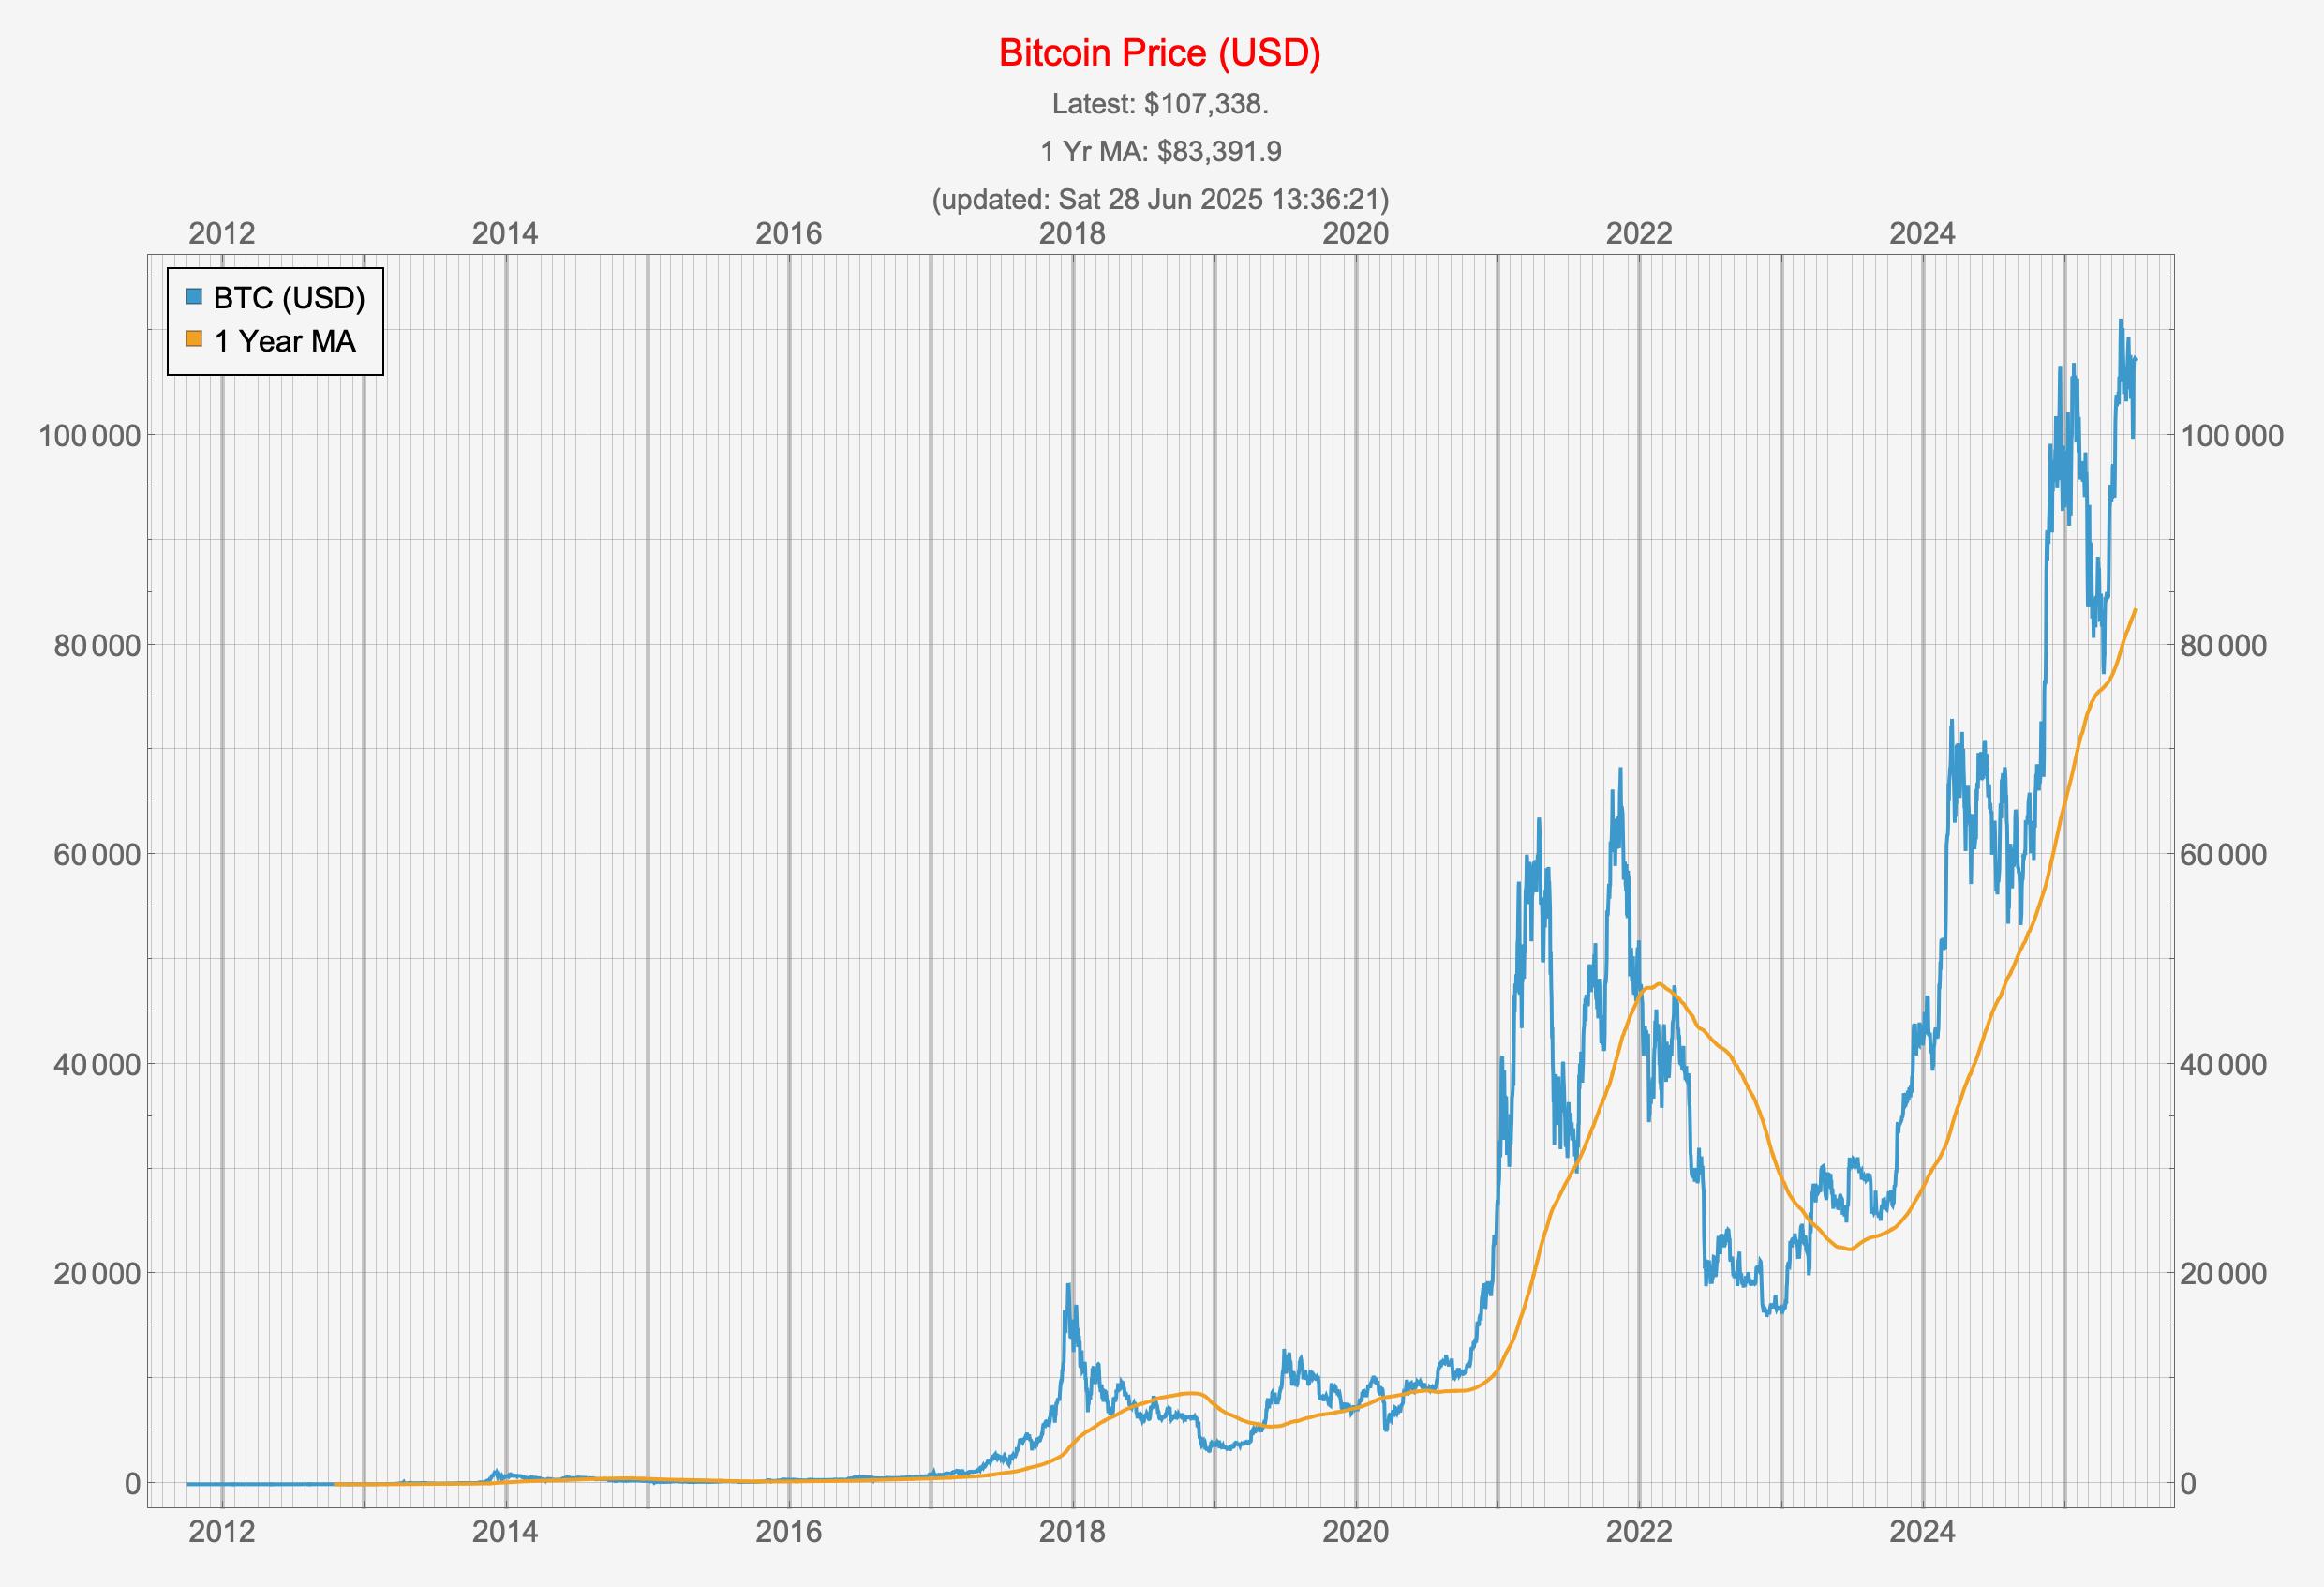 Bitcoin Price (USD)
Latest: $107,338.
1 Yr MA: $83,391.9
(updated: Sat 28 Jun 2025 13:36:21)
2012 2014 2016 2018 2020 2022 2024
BTC (USD)
1 Year MA
100 000 100 000
80 000 80 000
60 000 60 000
40 000 40 000
20 000 20 000
0 0
2012 2014 2016 2018 2020 2022 2024